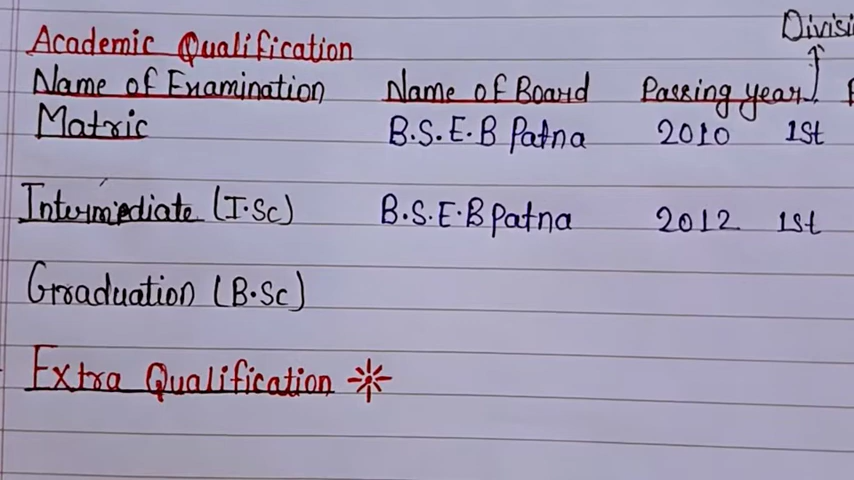 Academic Qualification
Name of Examination Name of Board Passing year
Matric B.S.E.B Patna 2010 1st
Intermediate (I.Sc) B.S.E.B Patna 2012 1st
Graduation (B.Sc)
Extra Qualification